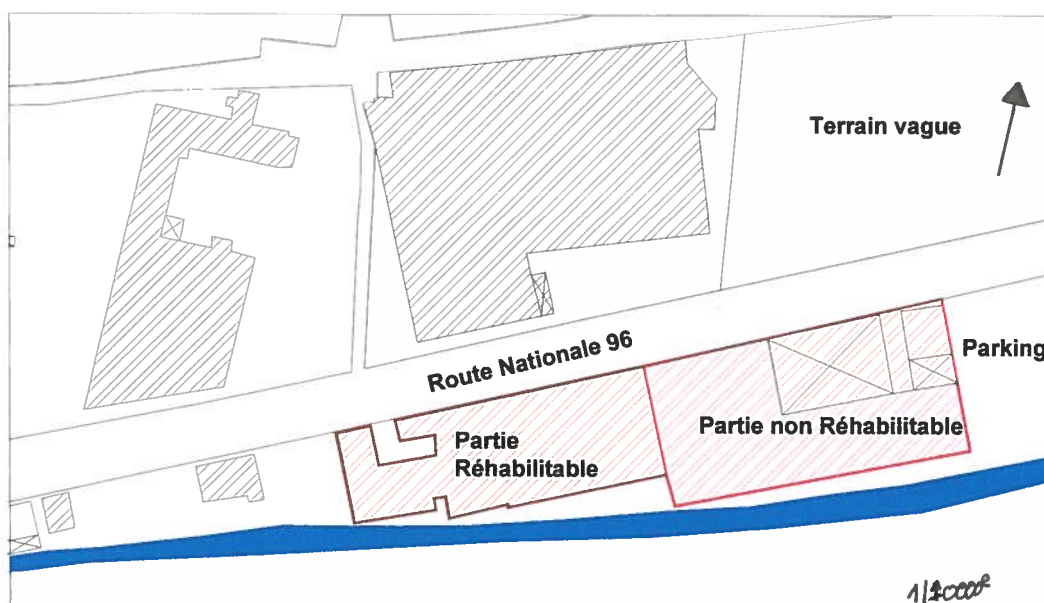 Terrain vague
Route Nationale 96
Parking
Partie
Réhabilitable
Partie non Réhabilitable